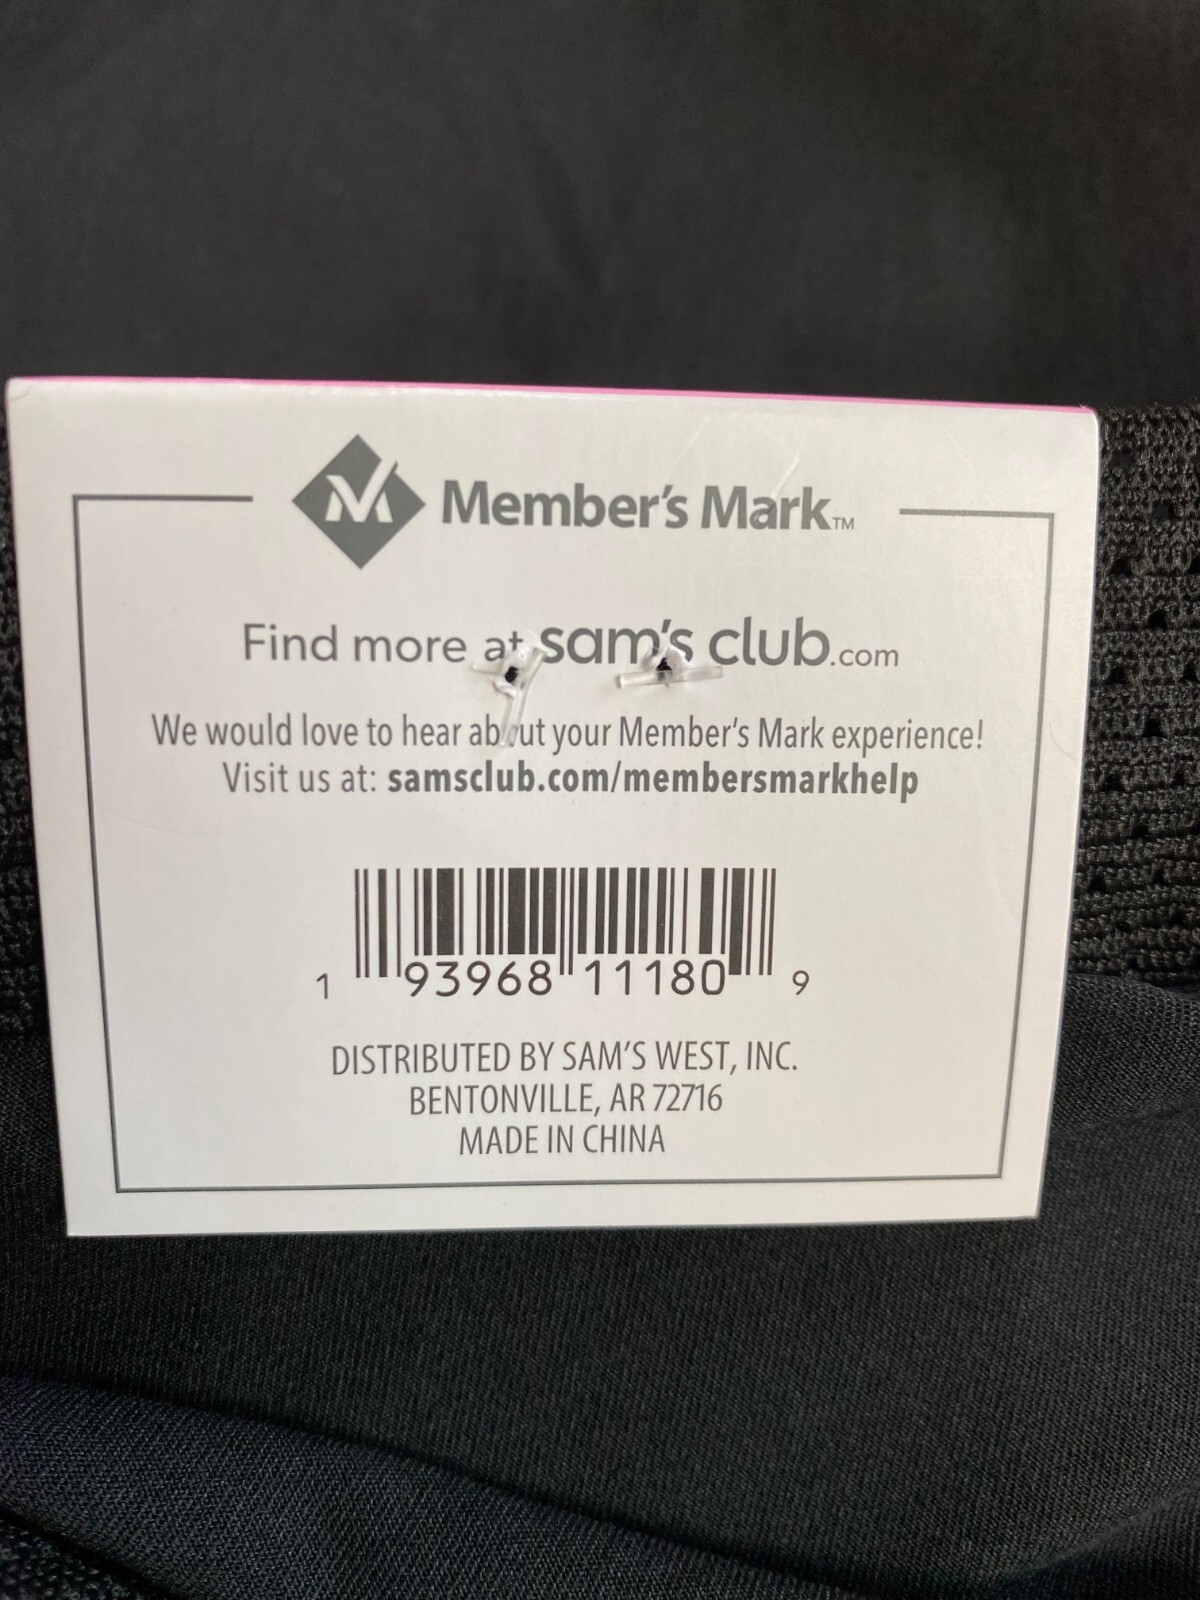 Member's Mark™
Find more at sam's club.com
We would love to hear about your Member's Mark experience!
Visit us at: samsclub.com/membersmarkhelp
1 93968 11180 9
DISTRIBUTED BY SAM'S WEST, INC.
BENTONVILLE, AR 72716
MADE IN CHINA